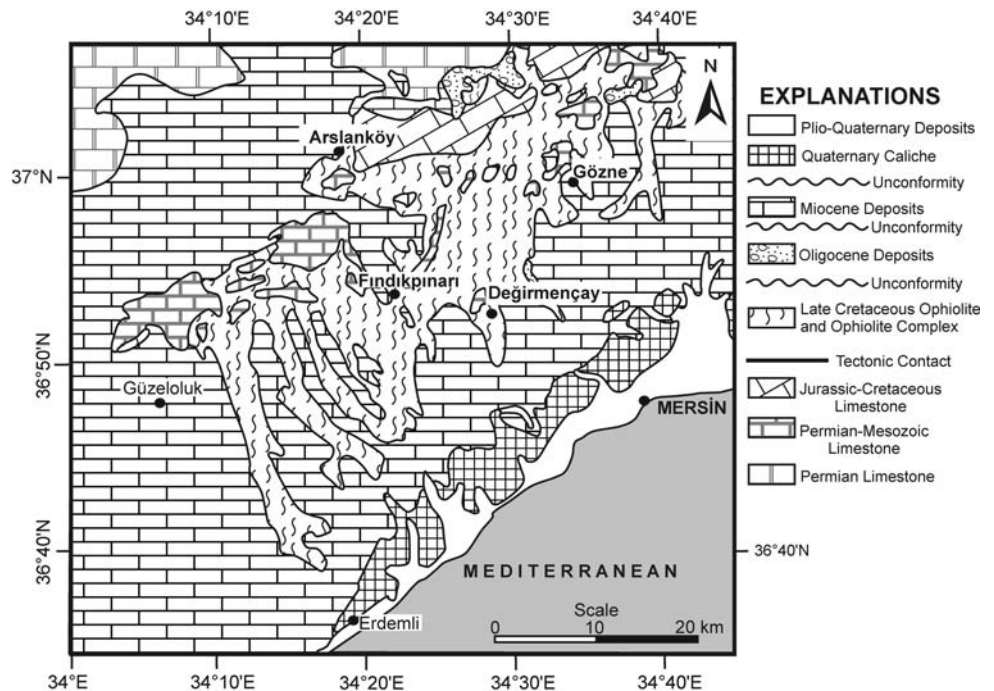 34°10'E 34°20'E 34°30'E 34°40'E
N
EXPLANATIONS
Plio-Quaternary Deposits
Quaternary Caliche
Unconformity
Miocene Deposits
Unconformity
Oligocene Deposits
Unconformity
Late Cretaceous Ophiolite
and Ophiolite Complex
Tectonic Contact
Jurassic-Cretaceous
Limestone
Permian-Mesozoic
Limestone
Permian Limestone
Arslanköy
37°N
Gözne
Fındıkpınarı
Değirmençay
36°50'N
Güzeloluk
MERSİN
36°40'N
36°40'N
MEDITERRANEAN
Erdemli
Scale
0 10 20 km
34°E 34°10'E 34°20'E 34°30'E 34°40'E